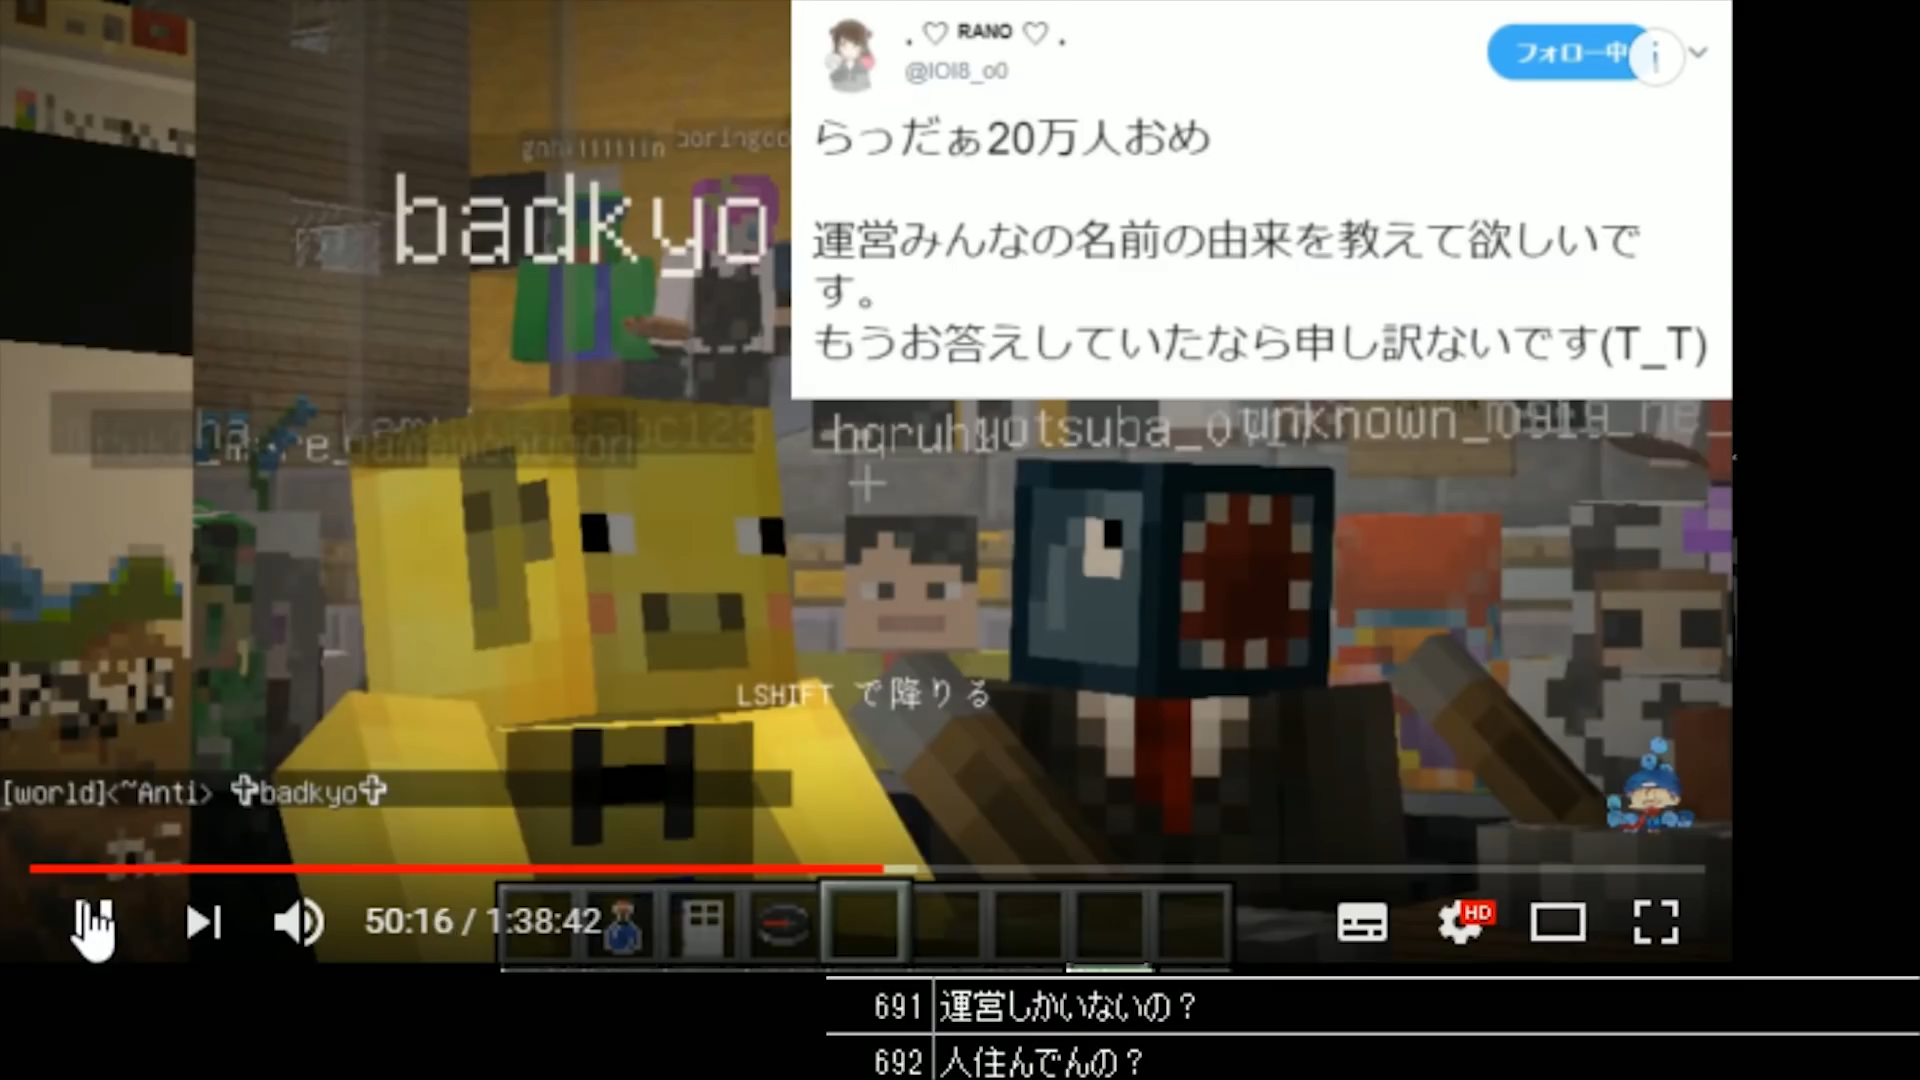 . ♡ RANO ♡ .
@IOI8_o0
フォロー中
らっだぁ20万人おめ
運営みんなの名前の由来を教えて欲しいで
す。
もうお答えしていたなら申し訳ないです(T_T)
badkyo
LSHIFT で降りる
[world]<~Anti> ✞badkyo✞
50:16 / 1:38:42
HD
691 運営しかいないの？
692 人住んでんの？